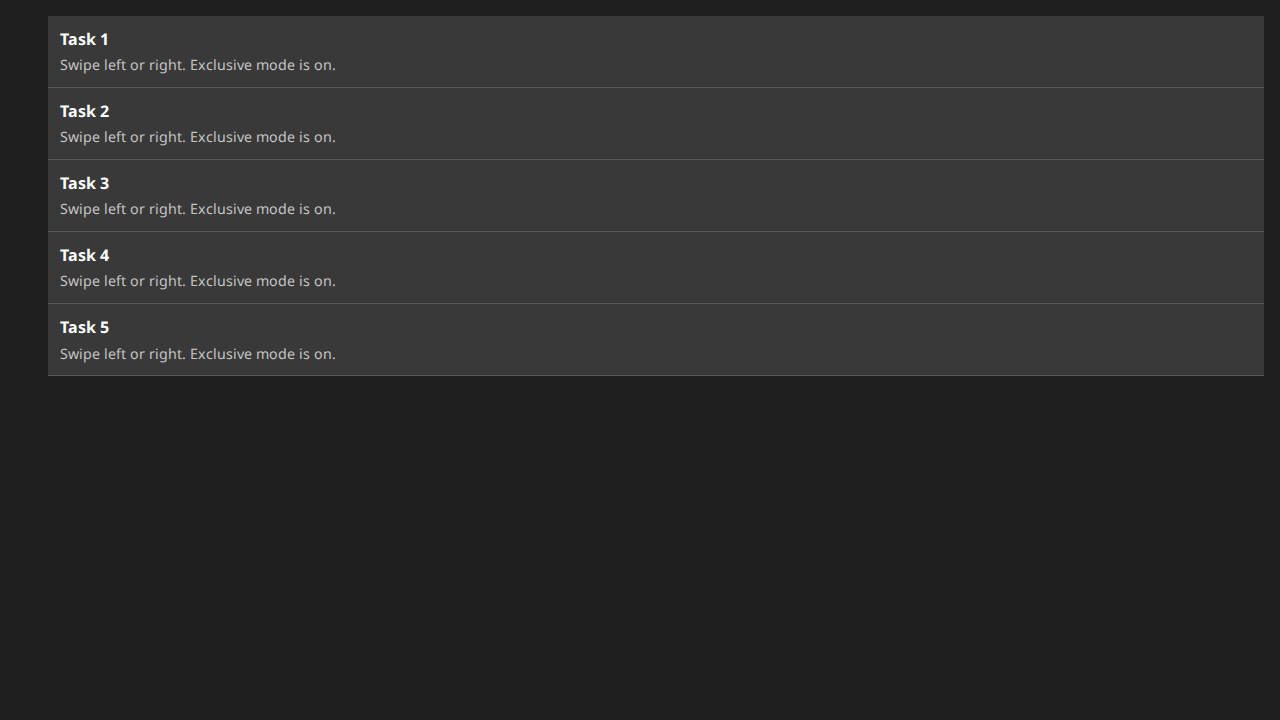 Task 1
Swipe left or right. Exclusive mode is on.
Task 2
Swipe left or right. Exclusive mode is on.
Task 3
Swipe left or right. Exclusive mode is on.
Task 4
Swipe left or right. Exclusive mode is on.
Task 5
Swipe left or right. Exclusive mode is on.